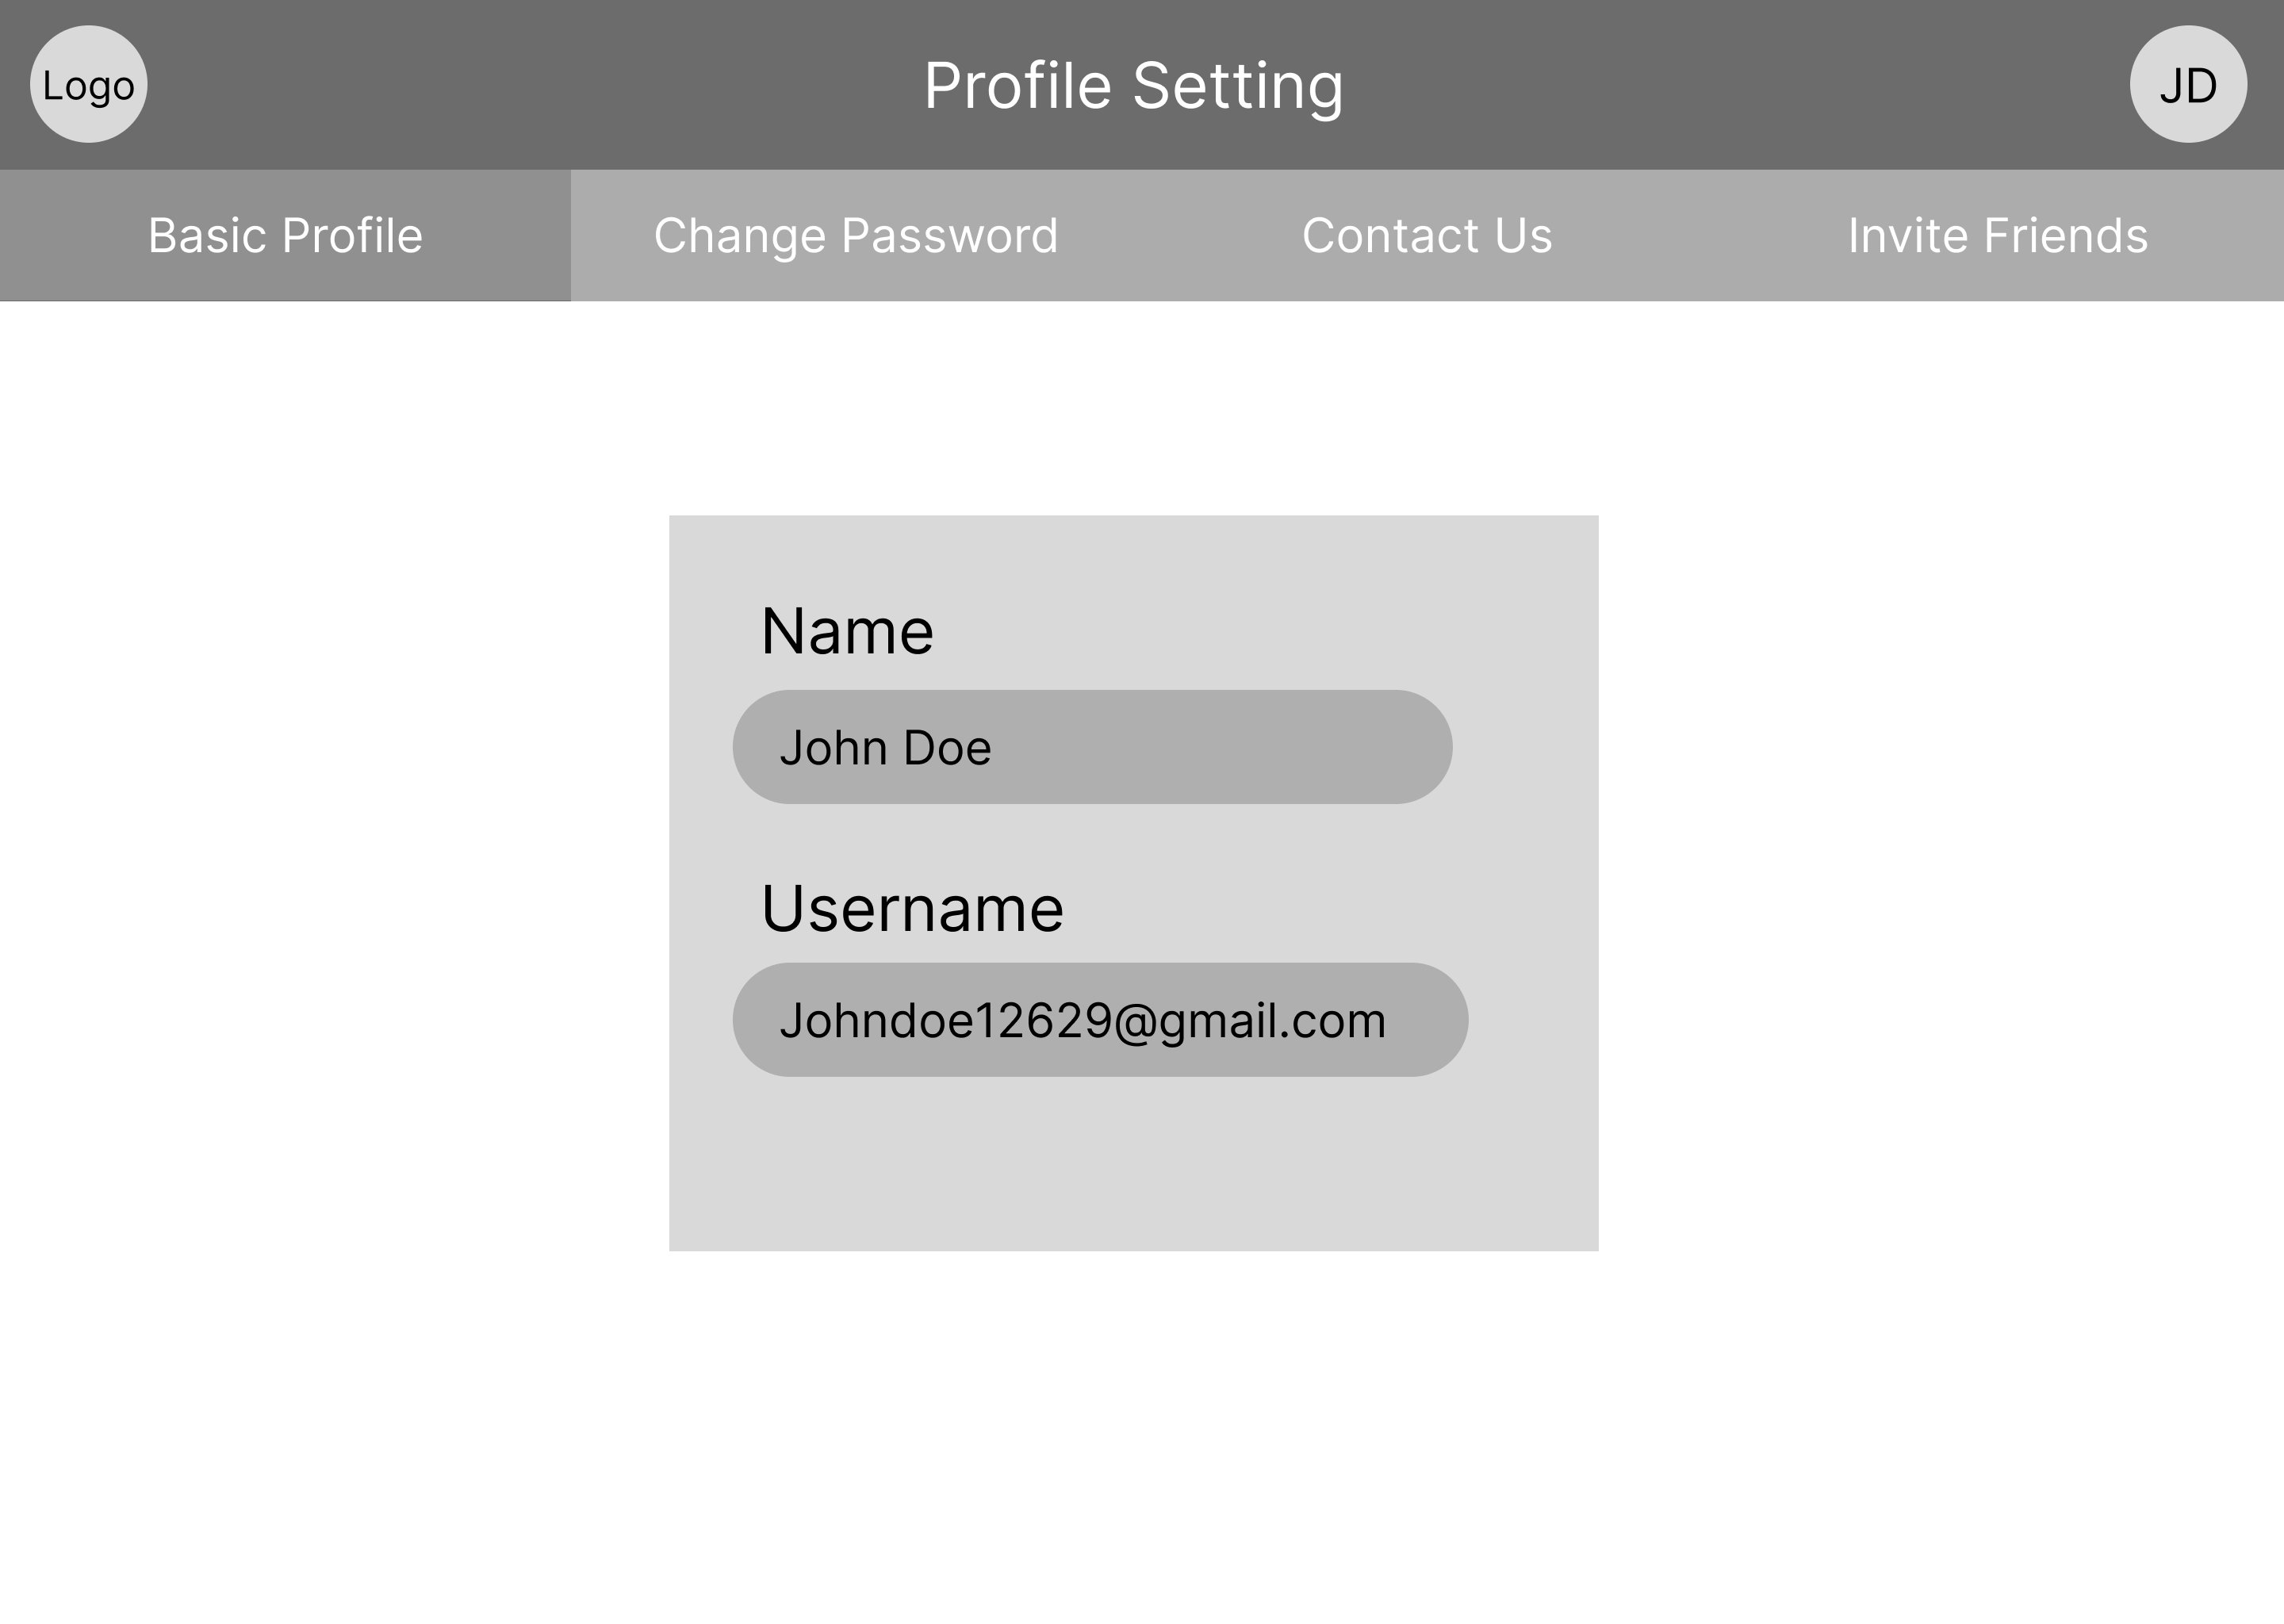 Logo
Profile Setting
JD
Basic Profile
Change Password
Contact Us
Invite Friends
Name
John Doe
Username
Johndoe12629@gmail.com